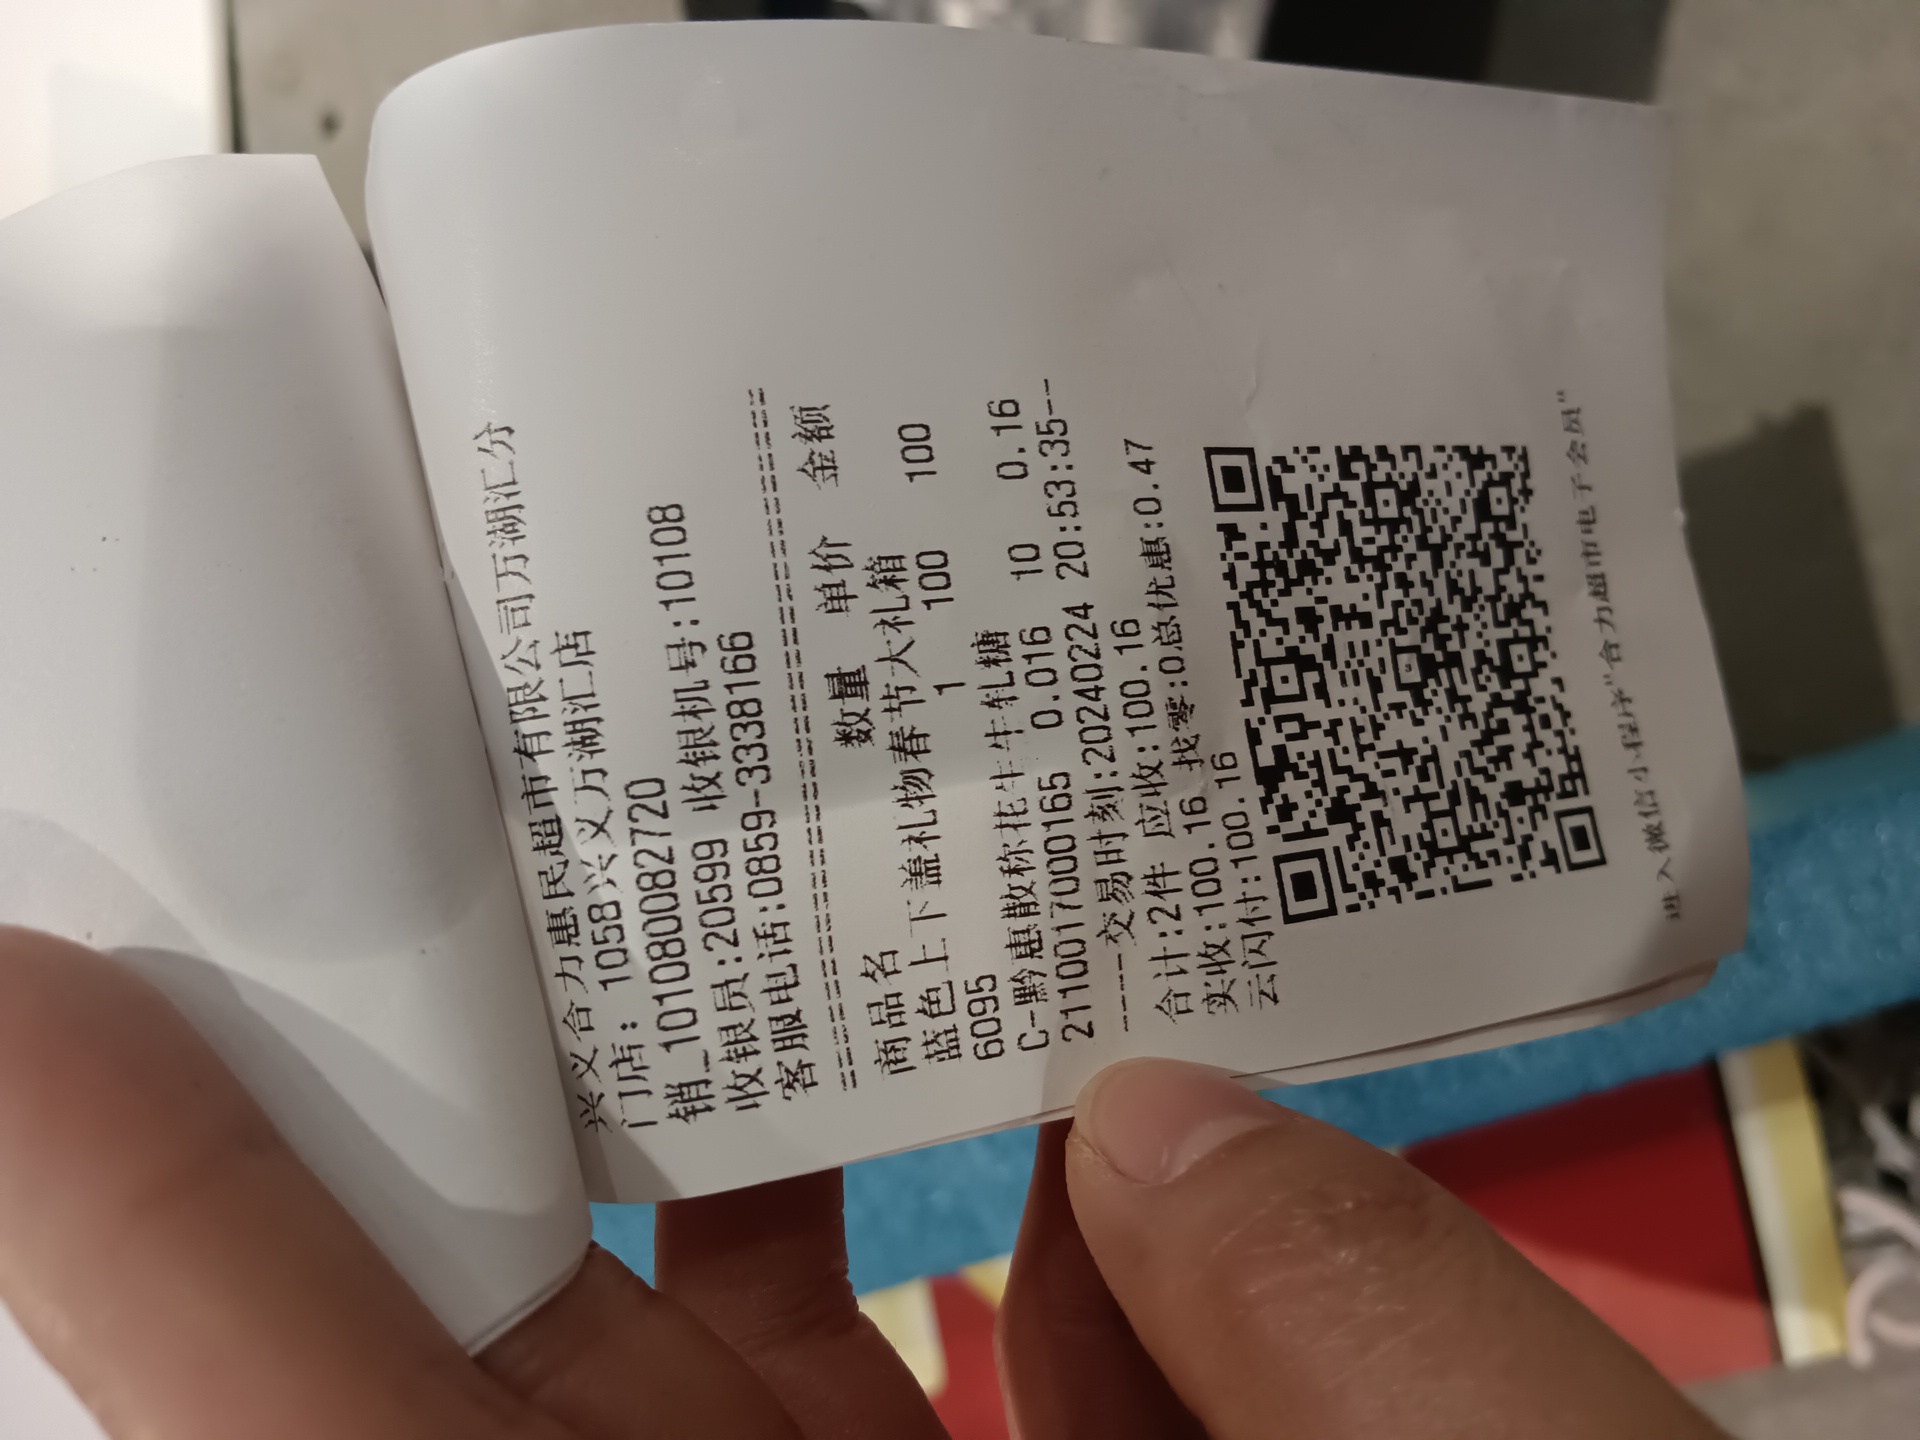 兴义合力惠民超市有限公司万湖汇分
门店: 1058兴义万湖汇店
销_1010800082720
收银员:20599 收银机号:10108
客服电话:0859-3338166
================================
商品名 数量 单价 金额
蓝色上下盖礼物春节大礼箱
6095 1 100 100
C-黔惠散称花生牛轧糖
2110017000165 0.016 10 0.16
----交易时刻:20240224 20:53:35--
合计:2件 应收:100.16
实收:100.16 找零:0总优惠:0.47
云闪付:100.16
进入微信小程序"合力超市电子会员"